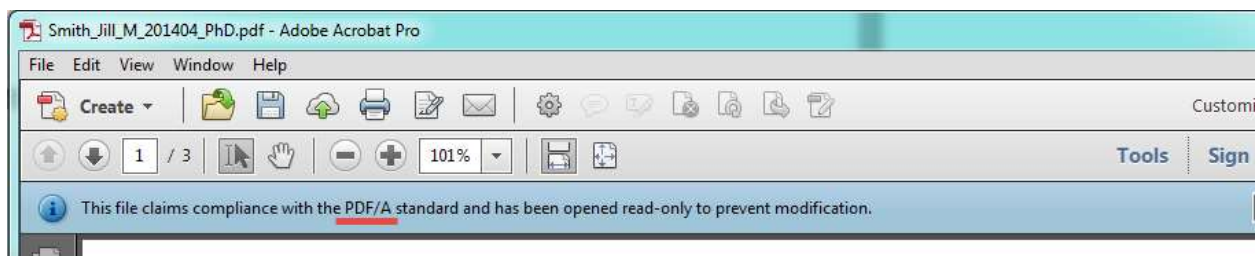 Smith_Jill_M_201404_PhD.pdf - Adobe Acrobat Pro
File Edit View Window Help
Create
1 / 3 101% Tools Sign
This file claims compliance with the PDF/A standard and has been opened read-only to prevent modification.